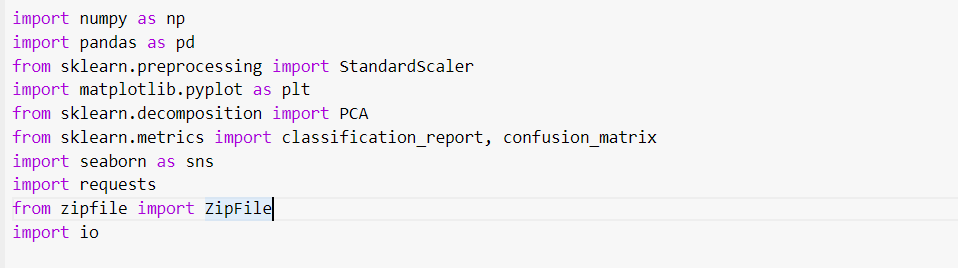 import numpy as np
import pandas as pd
from sklearn.preprocessing import StandardScaler
import matplotlib.pyplot as plt
from sklearn.decomposition import PCA
from sklearn.metrics import classification_report, confusion_matrix
import seaborn as sns
import requests
from zipfile import ZipFile
import io